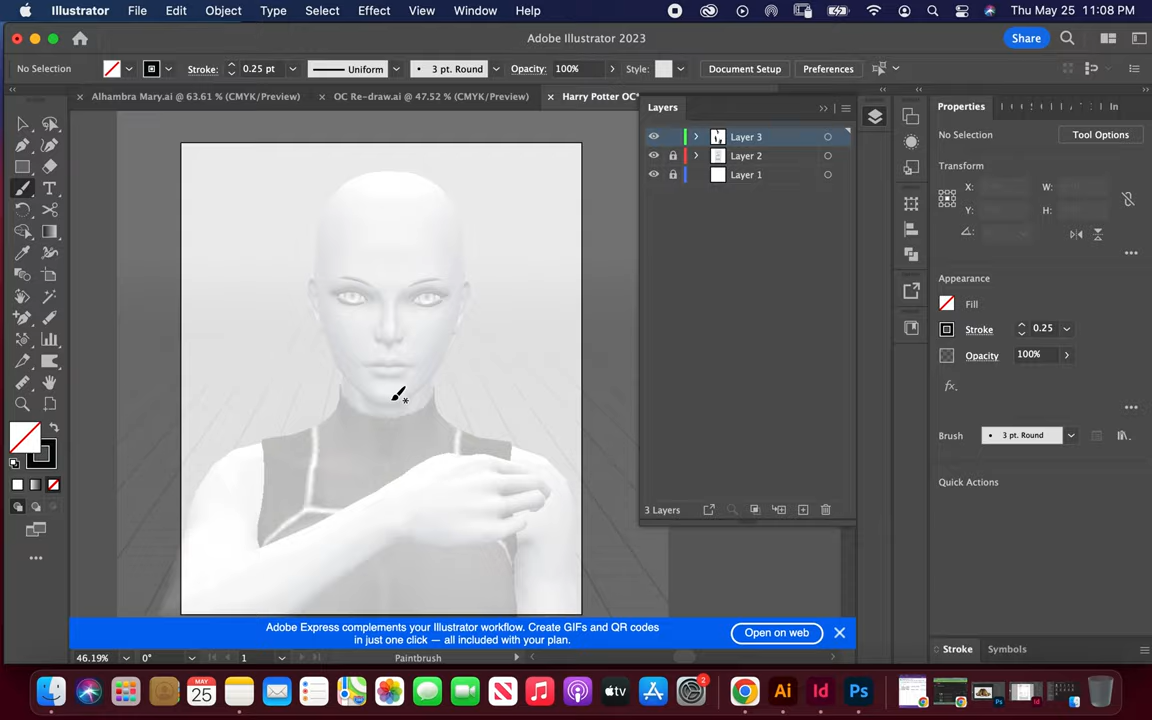 Illustrator File Edit Object Type Select Effect View Window Help Thu May 25 11:08 PM
Adobe Illustrator 2023 Share
No Selection Stroke: 0.25 pt Uniform 3 pt. Round Opacity: 100% Style: Document Setup Preferences
Alhambra Mary.ai @ 63.61 % (CMYK/Preview) OC Re-draw.ai @ 47.52 % (CMYK/Preview) Harry Potter OC*
Layers
Properties In
Layer 3
No Selection Tool Options
Layer 2
Transform
Layer 1
X: W:
Y: H:
Appearance
Fill
Stroke 0.25
Opacity 100%
fx.
Brush 3 pt. Round
Quick Actions
3 Layers
Adobe Express complements your Illustrator workflow. Create GIFs and QR codes
in just one click — all included with your plan.
Open on web
46.19% 0° 1 Paintbrush
Stroke Symbols
MAY
25
2
Ai Id Ps